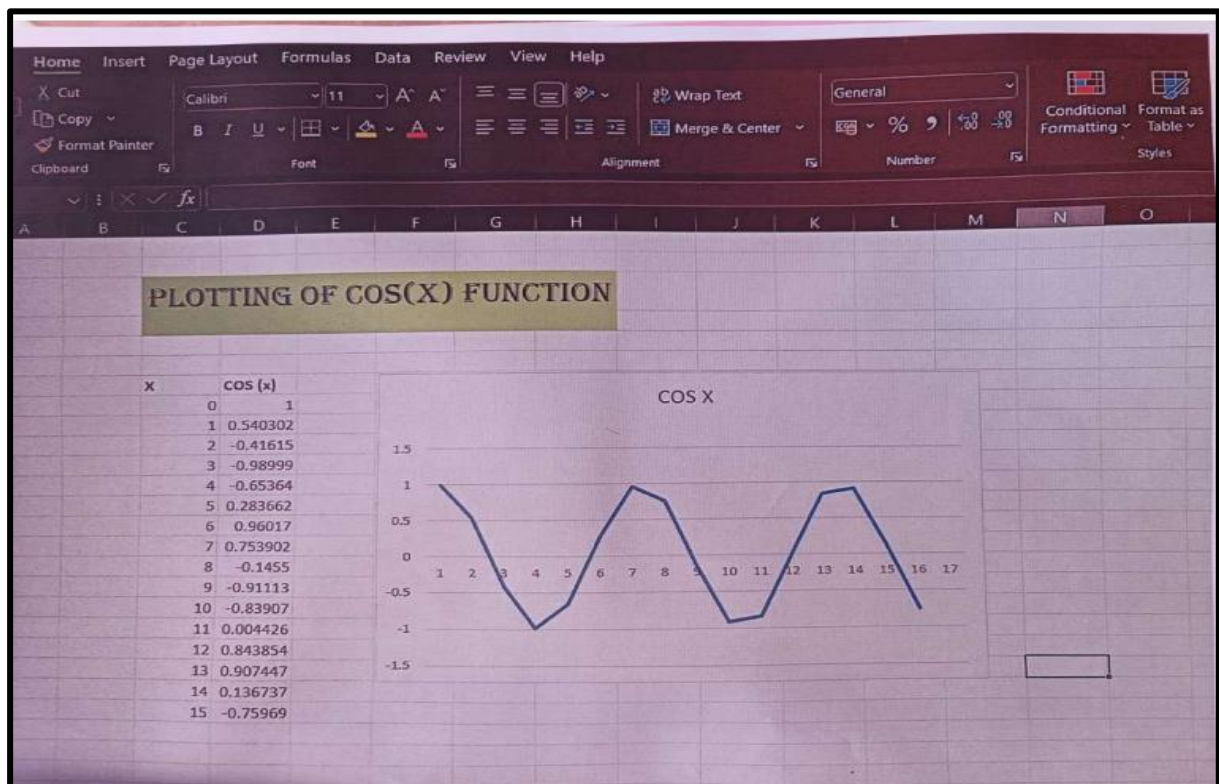 Home Insert Page Layout Formulas Data Review View Help
Cut
Copy
Format Painter
Clipboard
Calibri 11 A^ A˅
B I U A
Font
Wrap Text
Merge & Center
Alignment
General
% 9 .00
Number
Conditional Formatting
Format as Table
Styles
fx
A B C D E F G H I J K L M N O
PLOTTING OF COS(X) FUNCTION
X COS (x)
0 1
1 0.540302
2 -0.41615
3 -0.98999
4 -0.65364
5 0.283662
6 0.96017
7 0.753902
8 -0.1455
9 -0.91113
10 -0.83907
11 0.004426
12 0.843854
13 0.907447
14 0.136737
15 -0.75969
COS X
1.5
1
0.5
0
-0.5
-1
-1.5
1 2 3 4 5 6 7 8 9 10 11 12 13 14 15 16 17